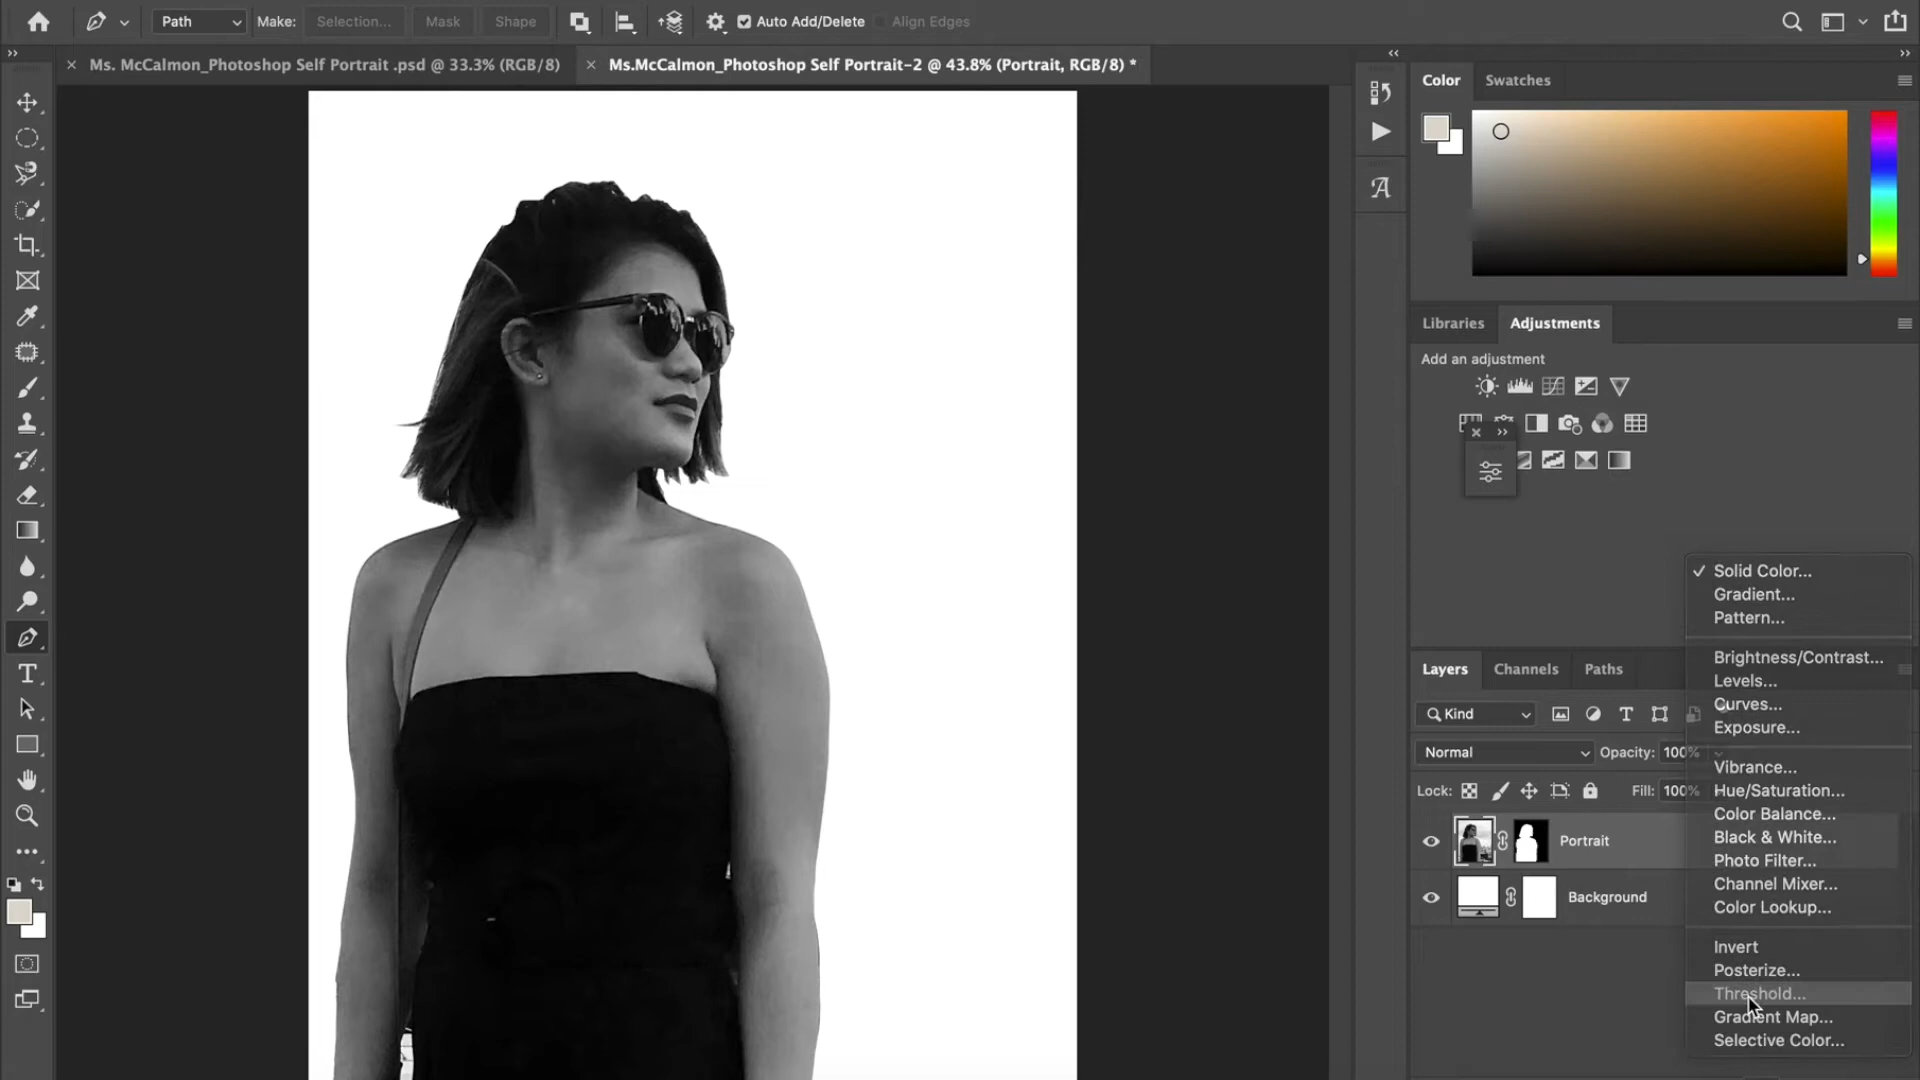 Path Make: Selection... Mask Shape Auto Add/Delete Align Edges
Ms. McCalmon_Photoshop Self Portrait .psd @ 33.3% (RGB/8)
Ms.McCalmon_Photoshop Self Portrait-2 @ 43.8% (Portrait, RGB/8) *
Color Swatches
Libraries Adjustments
Add an adjustment
Solid Color...
Gradient...
Pattern...
Brightness/Contrast...
Levels...
Curves...
Exposure...
Vibrance...
Hue/Saturation...
Color Balance...
Black & White...
Photo Filter...
Channel Mixer...
Color Lookup...
Invert
Posterize...
Threshold...
Gradient Map...
Selective Color...
Layers Channels Paths
Kind
Normal Opacity: 100%
Lock: Fill: 100%
Portrait
Background